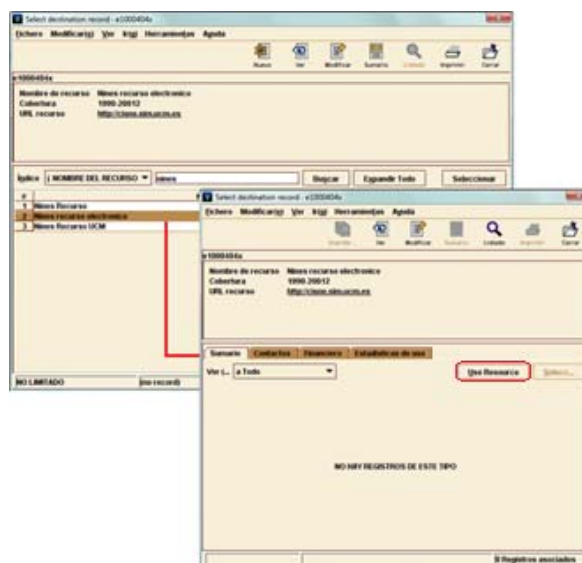 Select destination record - e1000404x
Fichero Modificar(s) Ver Ir(s) Herramientas Ayuda
Nuevo Ver Modificar Sumario Listado Imprimir Cerrar
e1000404x
Nombre de recurso Nines recurso electronico
Cobertura 1990-20012
URL recurso http://cisne.sim.ucm.es
Índice ( NOMBRE DEL RECURSO nines Buscar Expandir Todo Seleccionar
#
1 Nines Recurso
2 Nines recurso electronico
3 Nines Recurso UCM
NO LIMITADO (no record)
Select destination record - e1000404x
Fichero Modificar(s) Ver Ir(s) Herramientas Ayuda
Imprimir... Ver Modificar Sumario Listado Imprimir Cerrar
e1000404x
Nombre de recurso Nines recurso electronico
Cobertura 1990-20012
URL recurso http://cisne.sim.ucm.es
Sumario Contactos Financiero Estadísticas de uso
Ver (... a Todo Use Resource Selecci...
NO HAY REGISTROS DE ESTE TIPO
0 Registros asociados